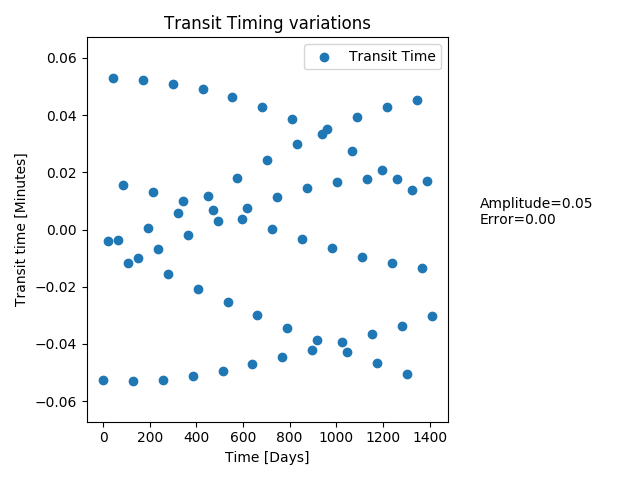 Transit Timing variations
Transit Time
0.06
0.04
0.02
0.00
−0.02
−0.04
−0.06
Transit time [Minutes]
0 200 400 600 800 1000 1200 1400
Time [Days]
Amplitude=0.05
Error=0.00